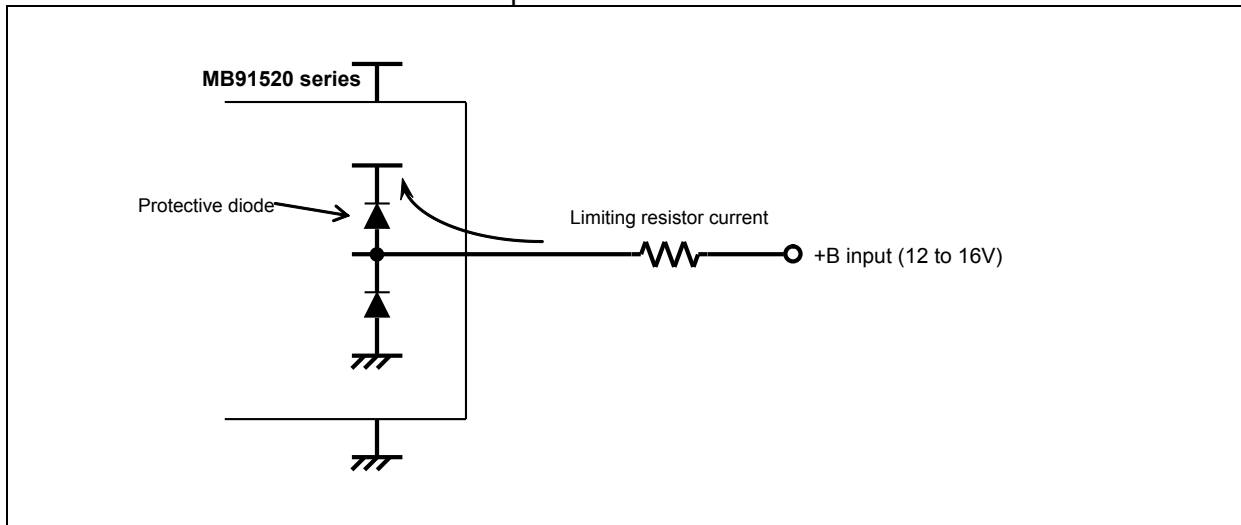 MB91520 series
Protective diode
Limiting resistor current
+B input (12 to 16V)